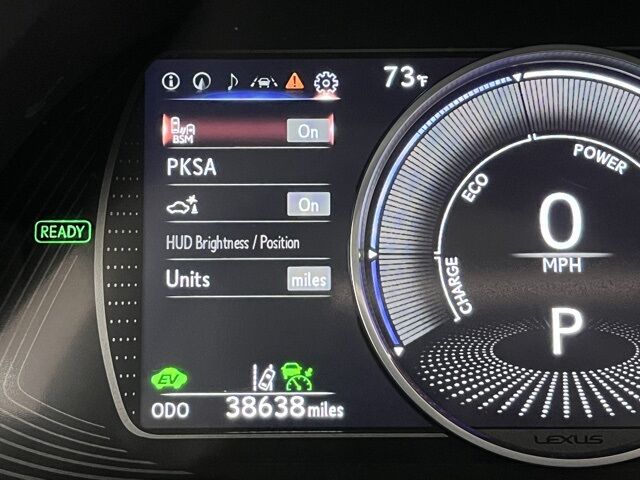 73°F
BSM On
PKSA
On
HUD Brightness / Position
Units miles
READY
EV
ODO 38638 miles
CHARGE
ECO
POWER
0
MPH
P
LEXUS